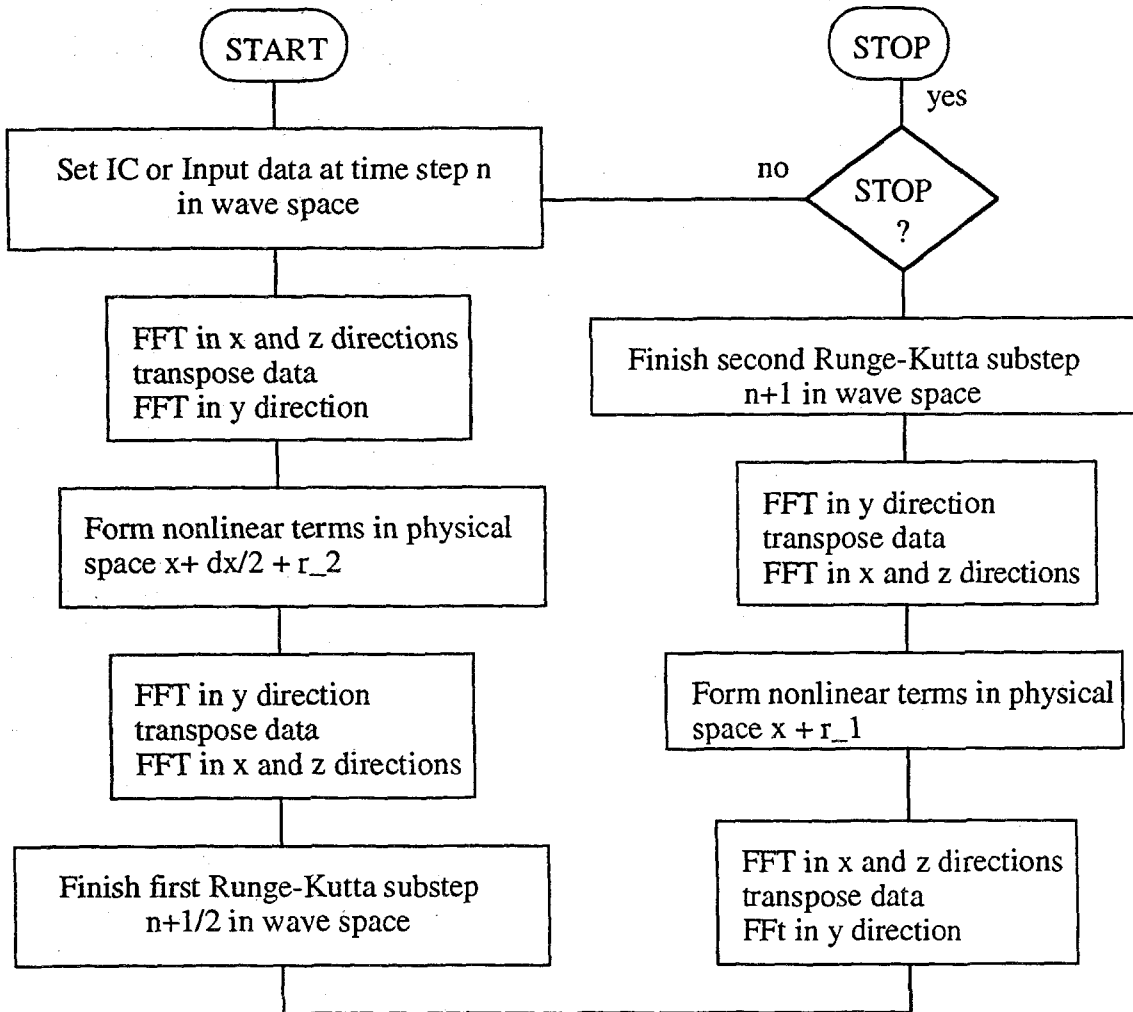 START
Set IC or Input data at time step n
in wave space
FFT in x and z directions
transpose data
FFT in y direction
Form nonlinear terms in physical
space x+ dx/2 + r_2
FFT in y direction
transpose data
FFT in x and z directions
Finish first Runge-Kutta substep
n+1/2 in wave space
STOP
yes
no
STOP
?
Finish second Runge-Kutta substep
n+1 in wave space
FFT in y direction
transpose data
FFT in x and z directions
Form nonlinear terms in physical
space x + r_1
FFT in x and z directions
transpose data
FFt in y direction